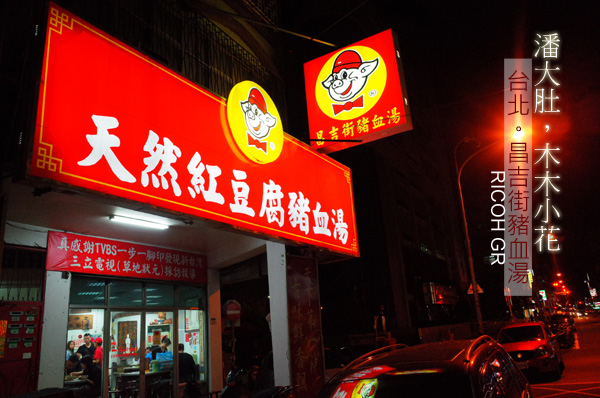 天然紅豆腐豬血湯
昌吉街豬血湯
真感謝TVBS一步一腳印發現新台灣
三立電視(草地狀元)採訪報導
潘大肚，木木小花
台北。昌吉街豬血湯
RICOH GR